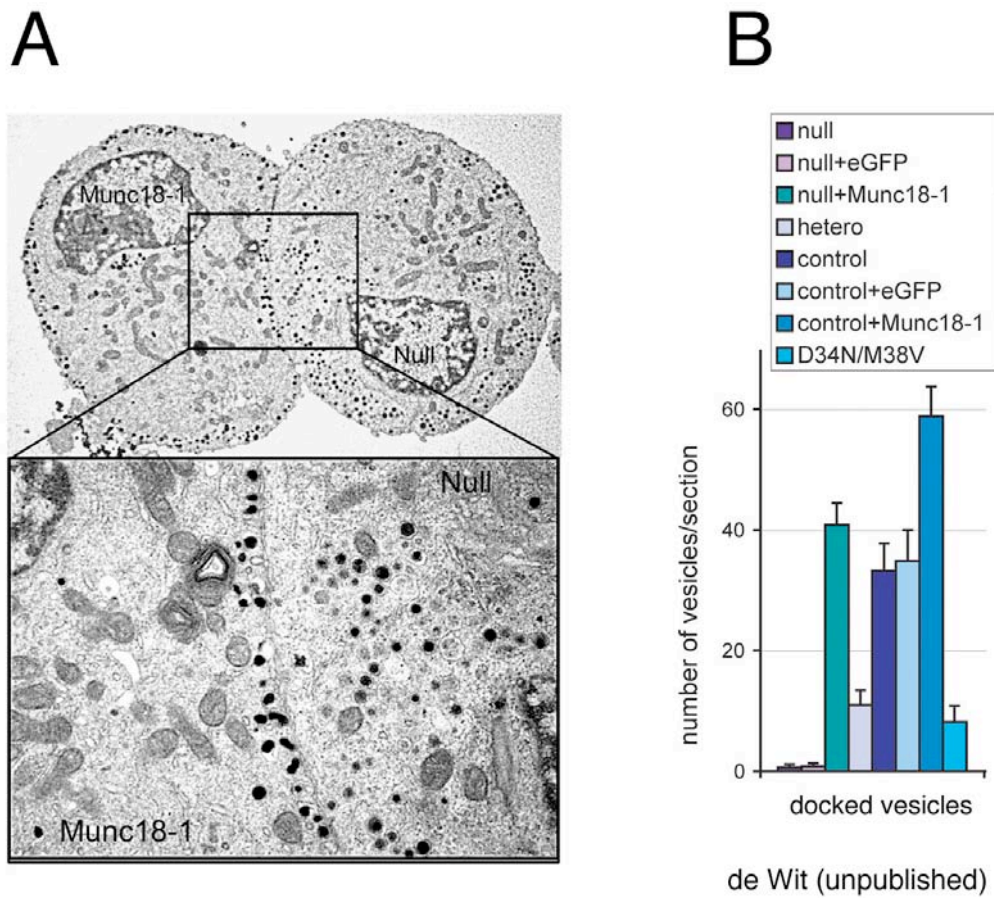 A
B
Munc18-1
Null
Null
Munc18-1
null
null+eGFP
null+Munc18-1
hetero
control
control+eGFP
control+Munc18-1
D34N/M38V
number of vesicles/section
60
40
20
0
docked vesicles
de Wit (unpublished)